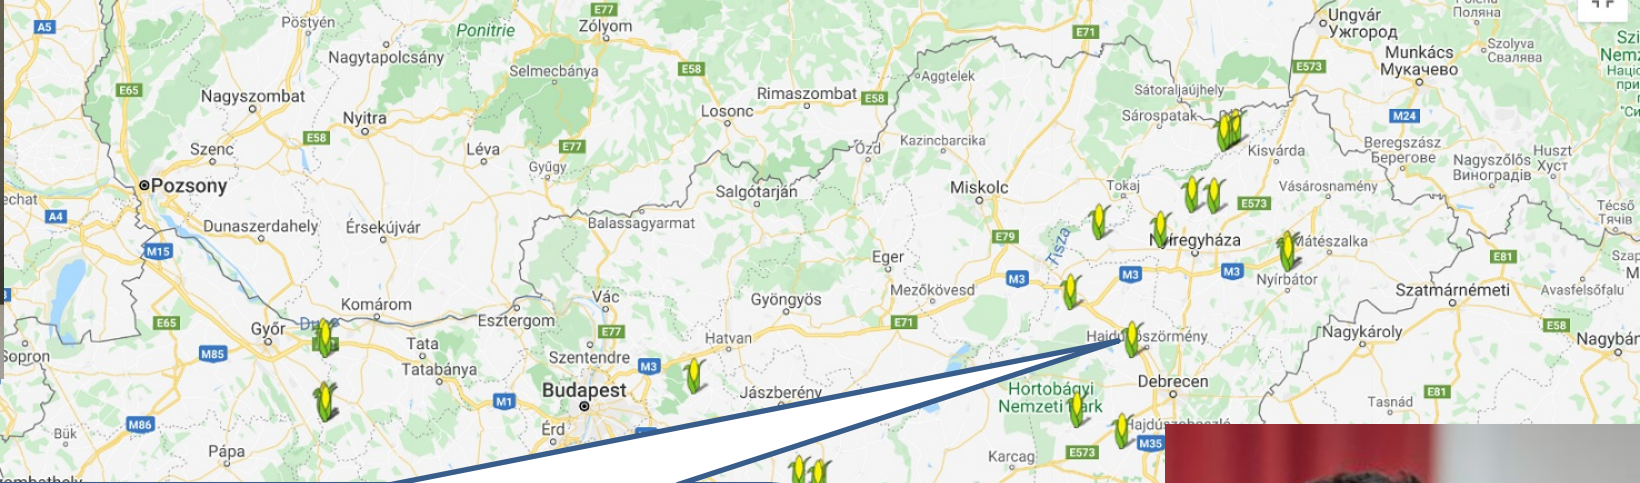 E77
A5
Pöstyén
Ponitrie
Zólyom
Nagytapolcsány
E71
Ungvár
Ужгород
Поляна
Selmecbánya
E58
Aggtelek
E573
Munkács
Мукачево
Szolyva
Свалява
E65
Nagyszombat
Rimaszombat
E58
Sátoraljaújhely
Losonc
Nyitra
Sárospatak
M24
E58
Szenc
Léva
E77
Gyűgy
Ózd
Kazincbarcika
Kisvárda
Beregszász
Берегове
Nagyszőlős
Виноградів
Huszt
Хуст
Pozsony
Salgótarján
Miskolc
Tokaj
Vásárosnamény
A4
Dunaszerdahely
Érsekújvár
Balassagyarmat
E573
Técső
Тячів
M15
Tisza
E79
Nyíregyháza
Mátészalka
E81
Eger
M3
M3
M3
Nyírbátor
Mezőkövesd
Szatmárnémeti
Avasfelsőfalu
Komárom
Vác
Gyöngyös
E65
Győr
Esztergom
E77
E71
Nagykároly
E58
M85
Tata
Szentendre
Hatvan
Sopron
Tatabánya
M3
Debrecen
Nagybán
Budapest
Jászberény
Hortobágyi
Nemzeti Park
E81
M1
Tasnád
M86
Bük
Érd
Pápa
Karcag
E573
M35